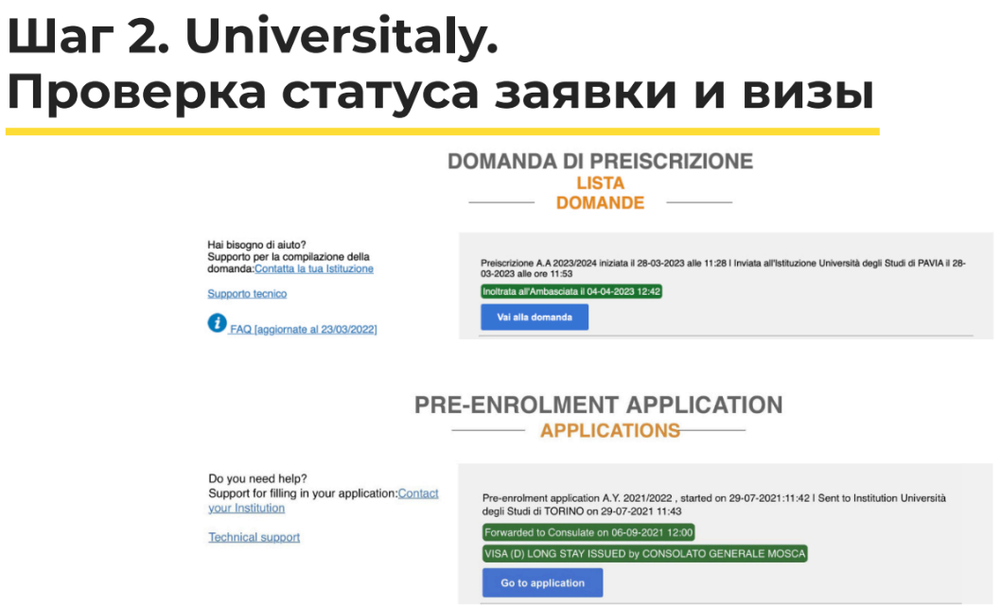 Шаг 2. Universitaly.
Проверка статуса заявки и визы
DOMANDA DI PREISCRIZIONE
LISTA
DOMANDE
Hai bisogno di aiuto?
Supporto per la compilazione della
domanda:Contatta la tua Istituzione
Supporto tecnico
i FAQ [aggiornate al 23/03/2022]
Preiscrizione A.A 2023/2024 iniziata il 28-03-2023 alle 11:28 I Inviata all'Istituzione Università degli Studi di PAVIA il 28-
03-2023 alle ore 11:53
Inoltrata all'Ambasciata il 04-04-2023 12:42
Vai alla domanda
PRE-ENROLMENT APPLICATION
APPLICATIONS
Do you need help?
Support for filling in your application:Contact
your Institution
Technical support
Pre-enrolment application A.Y. 2021/2022 , started on 29-07-2021:11:42 I Sent to Institution Università
degli Studi di TORINO on 29-07-2021 11:43
Forwarded to Consulate on 06-09-2021 12:00
VISA (D) LONG STAY ISSUED by CONSOLATO GENERALE MOSCA
Go to application